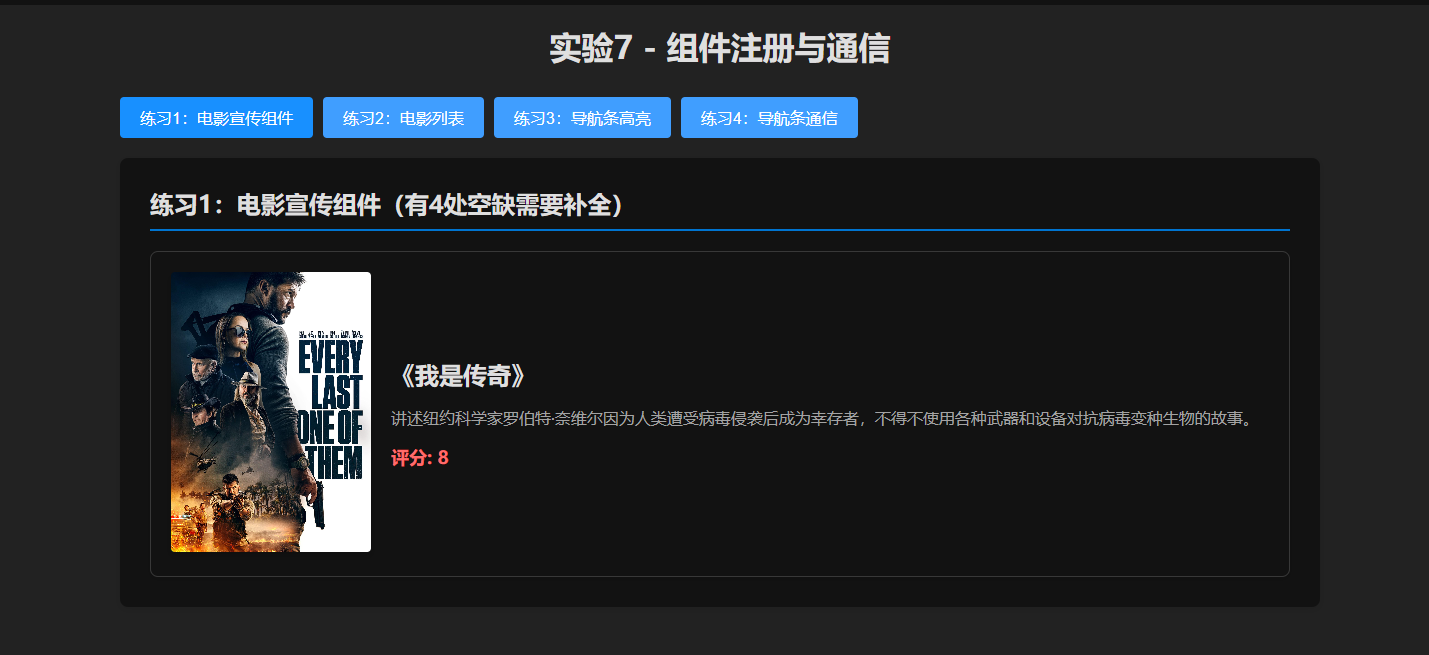 实验7 - 组件注册与通信
练习1：电影宣传组件
练习2：电影列表
练习3：导航条高亮
练习4：导航条通信
练习1：电影宣传组件（有4处空缺需要补全）
EVERY
LAST
ONE OF
THEM
《我是传奇》
讲述纽约科学家罗伯特·奈维尔因为人类遭受病毒侵袭后成为幸存者，不得不使用各种武器和设备对抗病毒变种生物的故事。
评分: 8